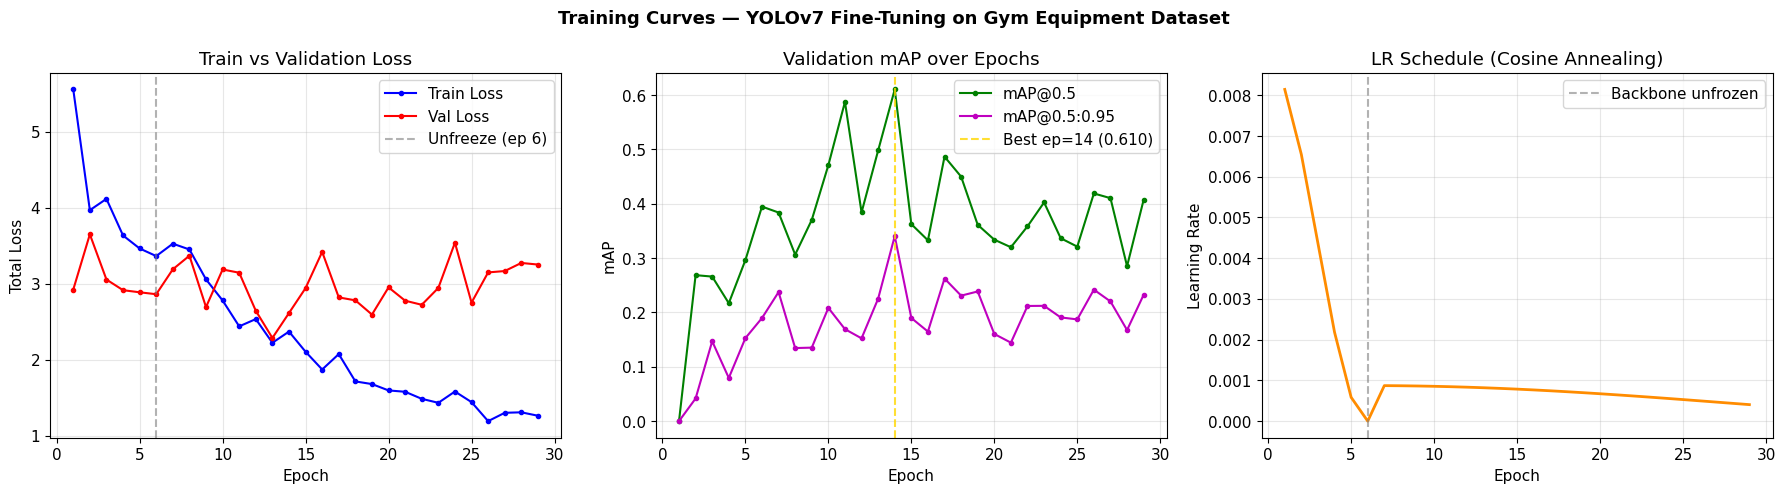 Training Curves — YOLOv7 Fine-Tuning on Gym Equipment Dataset
Train vs Validation Loss
Total Loss
5
4
3
2
1
0 5 10 15 20 25 30
Epoch
Train Loss
Val Loss
Unfreeze (ep 6)
Validation mAP over Epochs
mAP
0.6
0.5
0.4
0.3
0.2
0.1
0.0
0 5 10 15 20 25 30
Epoch
mAP@0.5
mAP@0.5:0.95
Best ep=14 (0.610)
LR Schedule (Cosine Annealing)
Learning Rate
0.008
0.007
0.006
0.005
0.004
0.003
0.002
0.001
0.000
0 5 10 15 20 25 30
Epoch
Backbone unfrozen